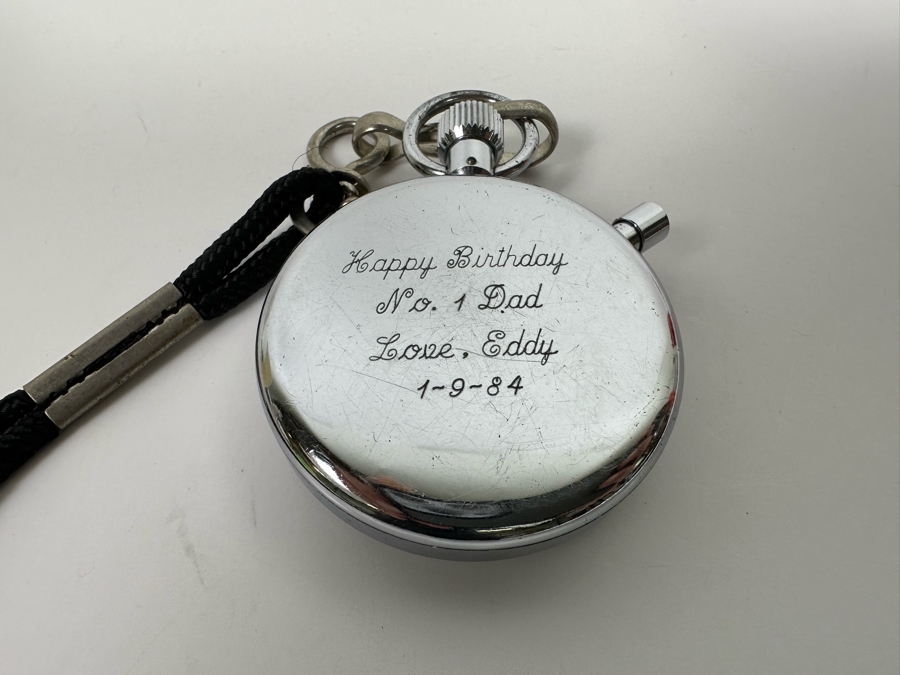 Happy Birthday
No. 1 Dad
Love, Eddy
1-9-84